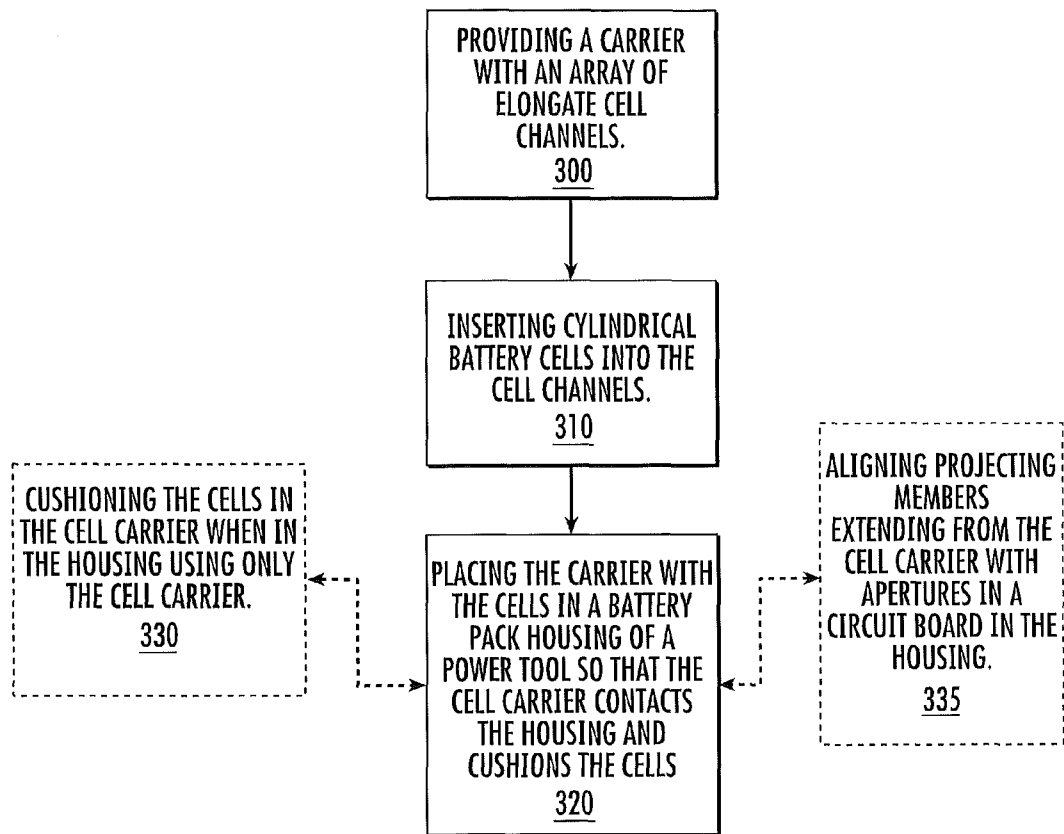 PROVIDING A CARRIER
WITH AN ARRAY OF
ELONGATE CELL
CHANNELS.
300
INSERTING CYLINDRICAL
BATTERY CELLS INTO THE
CELL CHANNELS.
310
CUSHIONING THE CELLS IN
THE CELL CARRIER WHEN IN
THE HOUSING USING ONLY
THE CELL CARRIER.
330
PLACING THE CARRIER WITH
THE CELLS IN A BATTERY
PACK HOUSING OF A
POWER TOOL SO THAT THE
CELL CARRIER CONTACTS
THE HOUSING AND
CUSHIONS THE CELLS
320
ALIGNING PROJECTING
MEMBERS
EXTENDING FROM THE
CELL CARRIER WITH
APERTURES IN A
CIRCUIT BOARD IN THE
HOUSING.
335